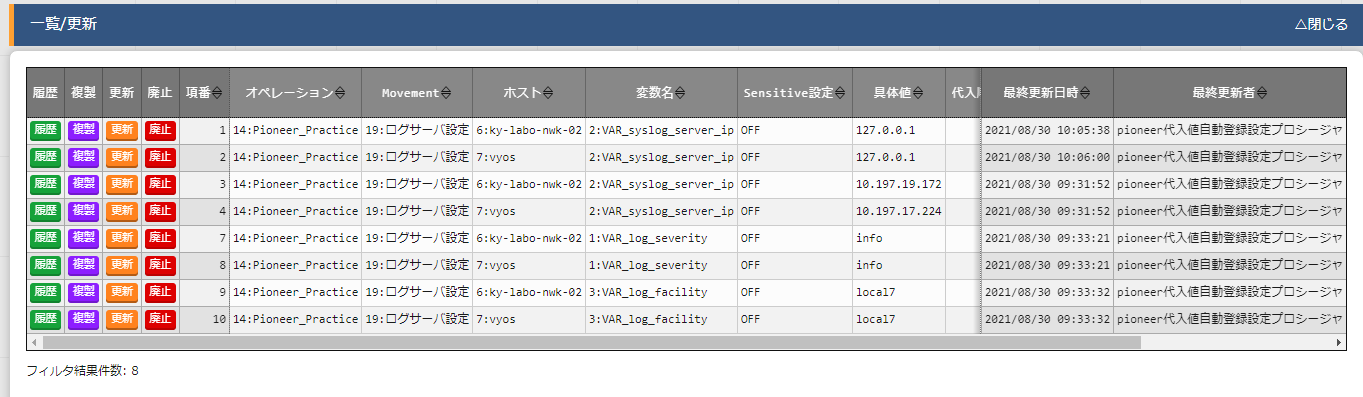 一覧/更新 △閉じる
履歴 複製 更新 廃止 項番 オペレーション Movement ホスト 変数名 Sensitive設定 具体値 代入 最終更新日時 最終更新者
履歴 複製 更新 廃止 1 14:Pioneer_Practice 19:ログサーバ設定 6:ky-labo-nwk-02 2:VAR_syslog_server_ip OFF 127.0.0.1 2021/08/30 10:05:38 pioneer代入値自動登録設定プロシージャ
履歴 複製 更新 廃止 2 14:Pioneer_Practice 19:ログサーバ設定 7:vyos 2:VAR_syslog_server_ip OFF 127.0.0.1 2021/08/30 10:06:00 pioneer代入値自動登録設定プロシージャ
履歴 複製 更新 廃止 3 14:Pioneer_Practice 19:ログサーバ設定 6:ky-labo-nwk-02 2:VAR_syslog_server_ip OFF 10.197.19.172 2021/08/30 09:31:52 pioneer代入値自動登録設定プロシージャ
履歴 複製 更新 廃止 4 14:Pioneer_Practice 19:ログサーバ設定 7:vyos 2:VAR_syslog_server_ip OFF 10.197.17.224 2021/08/30 09:31:52 pioneer代入値自動登録設定プロシージャ
履歴 複製 更新 廃止 7 14:Pioneer_Practice 19:ログサーバ設定 6:ky-labo-nwk-02 1:VAR_log_severity OFF info 2021/08/30 09:33:21 pioneer代入値自動登録設定プロシージャ
履歴 複製 更新 廃止 8 14:Pioneer_Practice 19:ログサーバ設定 7:vyos 1:VAR_log_severity OFF info 2021/08/30 09:33:21 pioneer代入値自動登録設定プロシージャ
履歴 複製 更新 廃止 9 14:Pioneer_Practice 19:ログサーバ設定 6:ky-labo-nwk-02 3:VAR_log_facility OFF local7 2021/08/30 09:33:32 pioneer代入値自動登録設定プロシージャ
履歴 複製 更新 廃止 10 14:Pioneer_Practice 19:ログサーバ設定 7:vyos 3:VAR_log_facility OFF local7 2021/08/30 09:33:32 pioneer代入値自動登録設定プロシージャ
フィルタ結果件数: 8